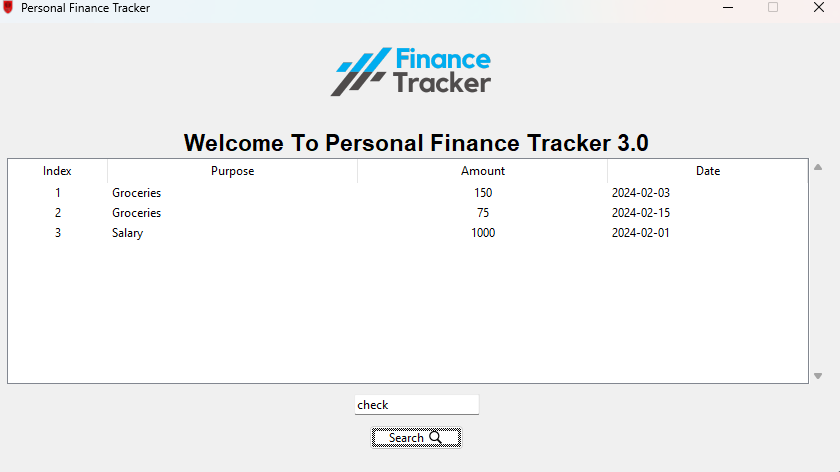 Personal Finance Tracker
Finance
Tracker
Welcome To Personal Finance Tracker 3.0
Index Purpose Amount Date
1 Groceries 150 2024-02-03
2 Groceries 75 2024-02-15
3 Salary 1000 2024-02-01
check
Search